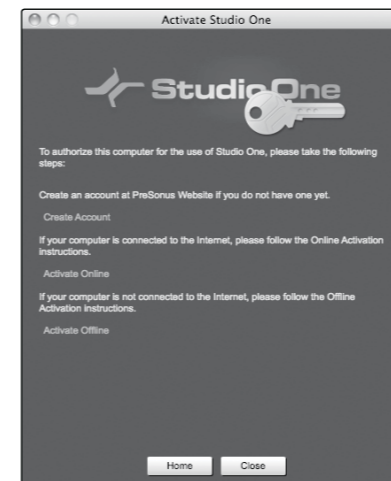 Activate Studio One
Studio One
To authorize this computer for the use of Studio One, please take the following
steps:
Create an account at PreSonus Website if you do not have one yet.
Create Account
If your computer is connected to the Internet, please follow the Online Activation
instructions.
Activate Online
If your computer is not connected to the Internet, please follow the Offline
Activation instructions.
Activate Offline
Home Close